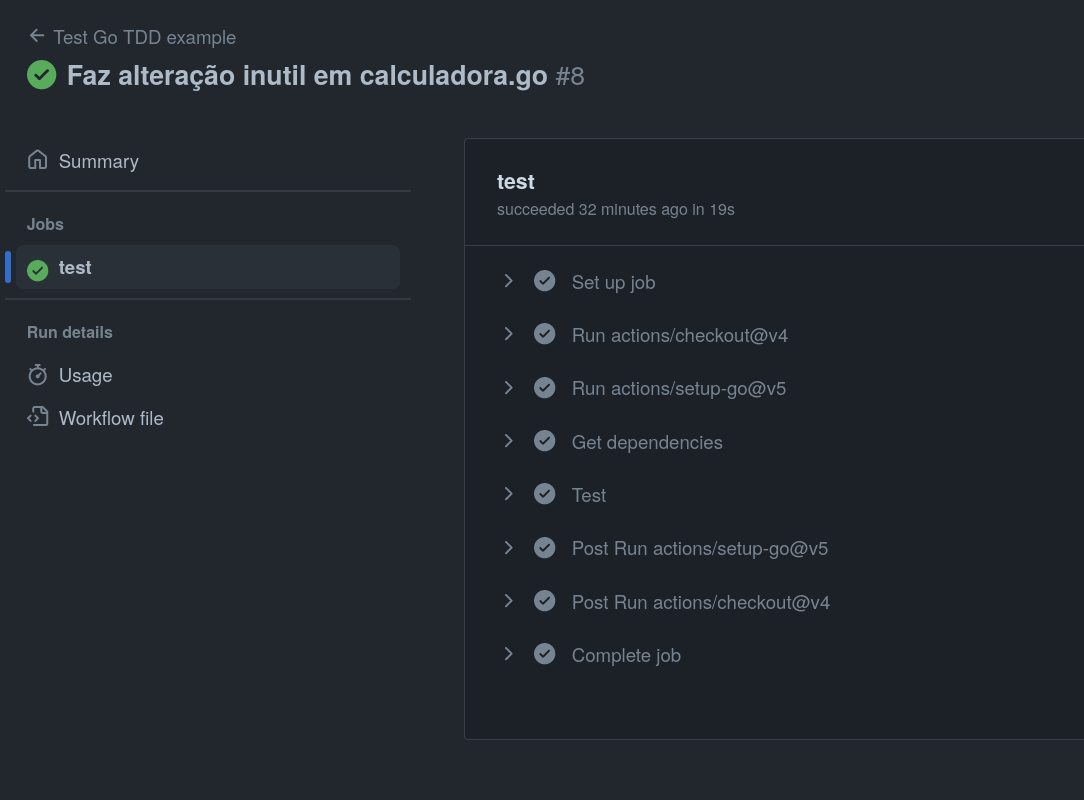 Test Go TDD example
Faz alteração inutil em calculadora.go #8
Summary
Jobs
test
Run details
Usage
Workflow file
test
succeeded 32 minutes ago in 19s
Set up job
Run actions/checkout@v4
Run actions/setup-go@v5
Get dependencies
Test
Post Run actions/setup-go@v5
Post Run actions/checkout@v4
Complete job